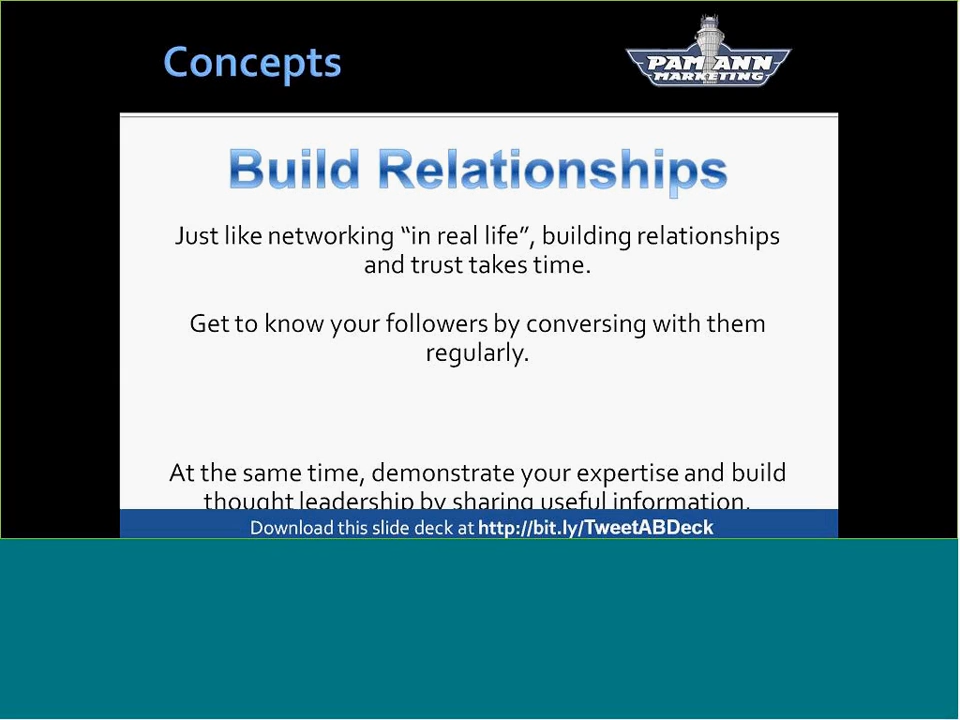 Concepts
PAM ANN
MARKETING
Build Relationships
Just like networking “in real life”, building relationships
and trust takes time.
Get to know your followers by conversing with them
regularly.
At the same time, demonstrate your expertise and build
thought leadership by sharing useful information.
Download this slide deck at http://bit.ly/TweetABDeck